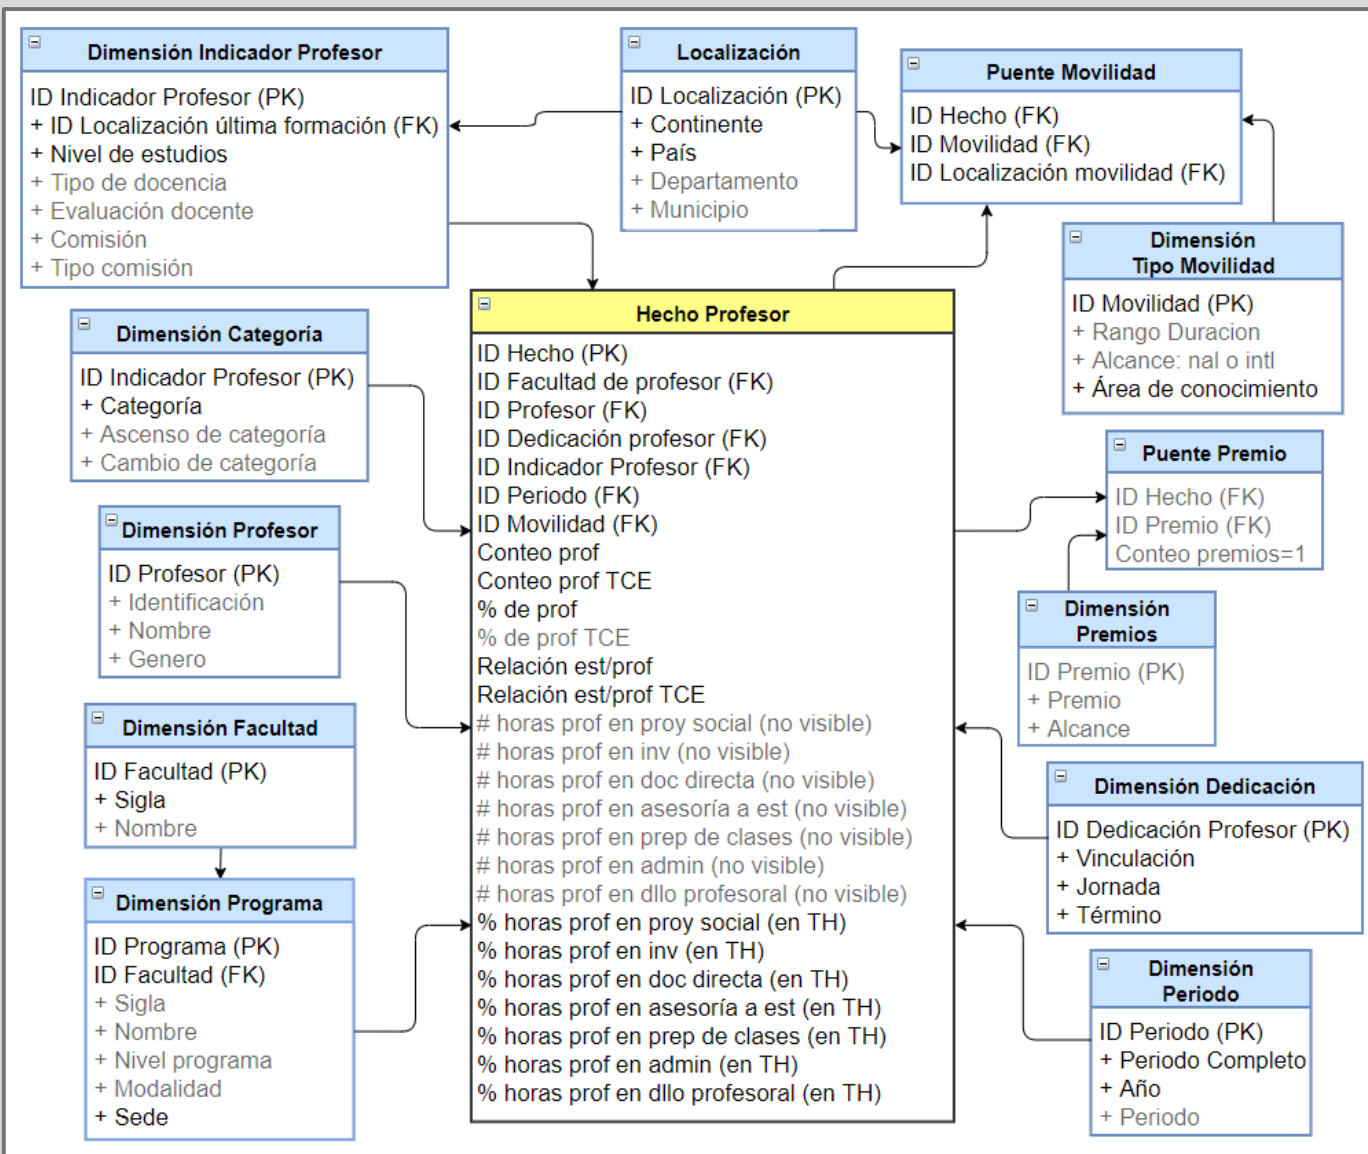 Dimensión Indicador Profesor
ID Indicador Profesor (PK)
+ ID Localización última formación (FK)
+ Nivel de estudios
+ Tipo de docencia
+ Evaluación docente
+ Comisión
+ Tipo comisión
Localización
ID Localización (PK)
+ Continente
+ País
+ Departamento
+ Municipio
Puente Movilidad
ID Hecho (FK)
ID Movilidad (FK)
ID Localización movilidad (FK)
Dimensión
Tipo Movilidad
ID Movilidad (PK)
+ Rango Duracion
+ Alcance: nal o intl
+ Área de conocimiento
Dimensión Categoría
ID Indicador Profesor (PK)
+ Categoría
+ Ascenso de categoría
+ Cambio de categoría
Hecho Profesor
ID Hecho (PK)
ID Facultad de profesor (FK)
ID Profesor (FK)
ID Dedicación profesor (FK)
ID Indicador Profesor (FK)
ID Periodo (FK)
ID Movilidad (FK)
Conteo prof
Conteo prof TCE
% de prof
% de prof TCE
Relación est/prof
Relación est/prof TCE
# horas prof en proy social (no visible)
# horas prof en inv (no visible)
# horas prof en doc directa (no visible)
# horas prof en asesoría a est (no visible)
# horas prof en prep de clases (no visible)
# horas prof en admin (no visible)
# horas prof en dllo profesoral (no visible)
% horas prof en proy social (en TH)
% horas prof en inv (en TH)
% horas prof en doc directa (en TH)
% horas prof en asesoría a est (en TH)
% horas prof en prep de clases (en TH)
% horas prof en admin (en TH)
% horas prof en dllo profesoral (en TH)
Puente Premio
ID Hecho (FK)
ID Premio (FK)
Conteo premios=1
Dimensión Profesor
ID Profesor (PK)
+ Identificación
+ Nombre
+ Genero
Dimensión
Premios
ID Premio (PK)
+ Premio
+ Alcance
Dimensión Facultad
ID Facultad (PK)
+ Sigla
+ Nombre
Dimensión Dedicación
ID Dedicación Profesor (PK)
+ Vinculación
+ Jornada
+ Término
Dimensión Programa
ID Programa (PK)
ID Facultad (FK)
+ Sigla
+ Nombre
+ Nivel programa
+ Modalidad
+ Sede
Dimensión
Periodo
ID Periodo (PK)
+ Periodo Completo
+ Año
+ Periodo